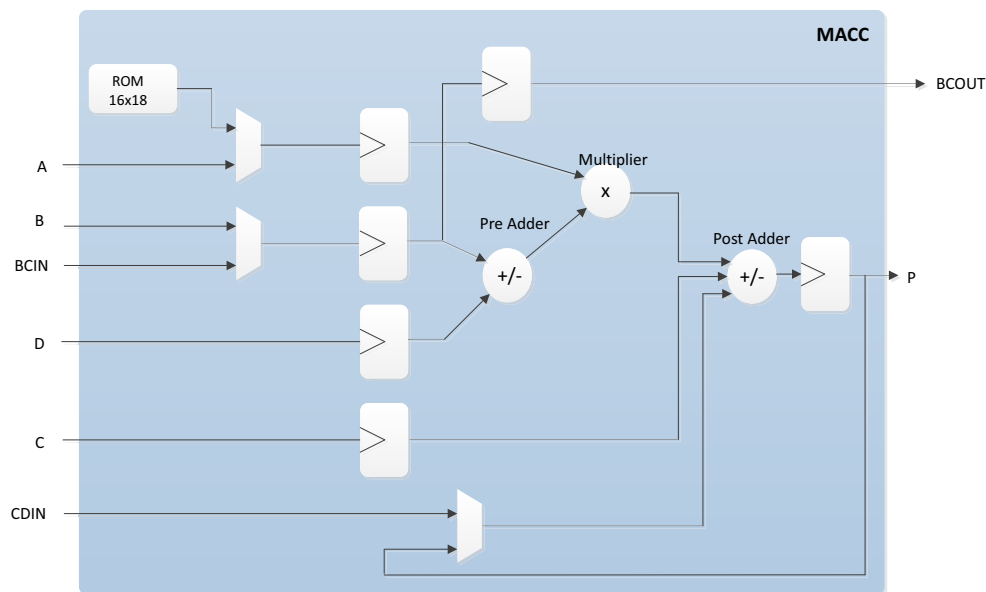 MACC
ROM
16x18
BCOUT
A
Multiplier
x
B
Pre Adder
Post Adder
BCIN
+/-
+/-
P
D
C
CDIN